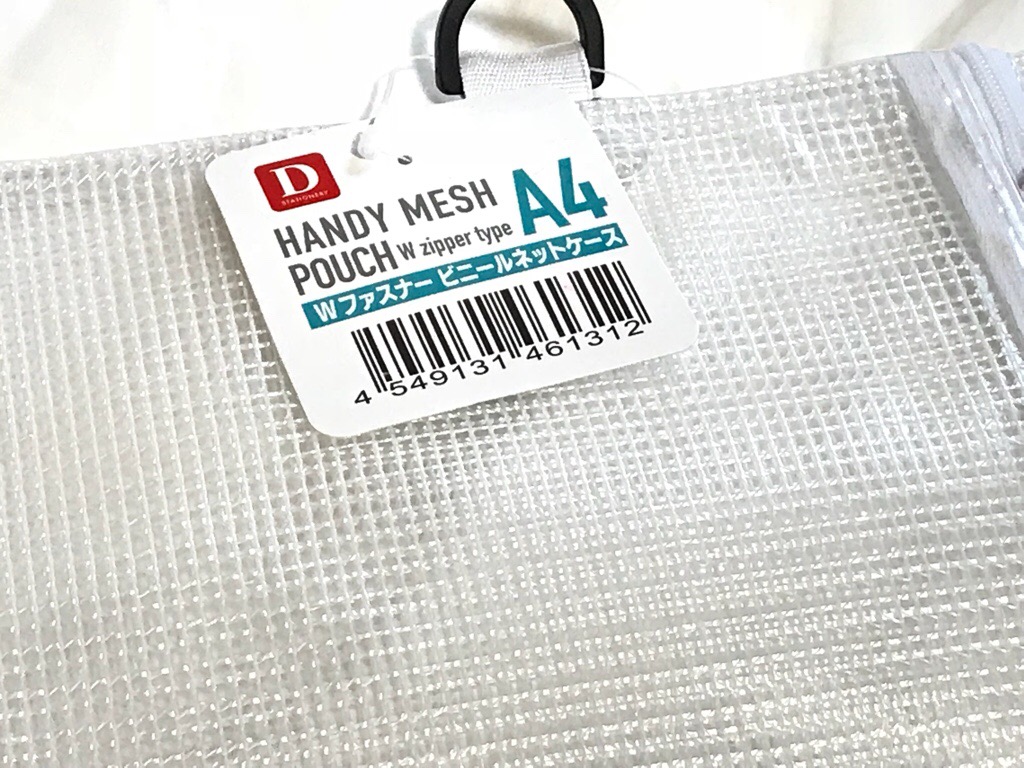 D
STATIONERY
HANDY MESH
POUCH W zipper type A4
Wファスナー ビニールネットケース
4 549131 461312